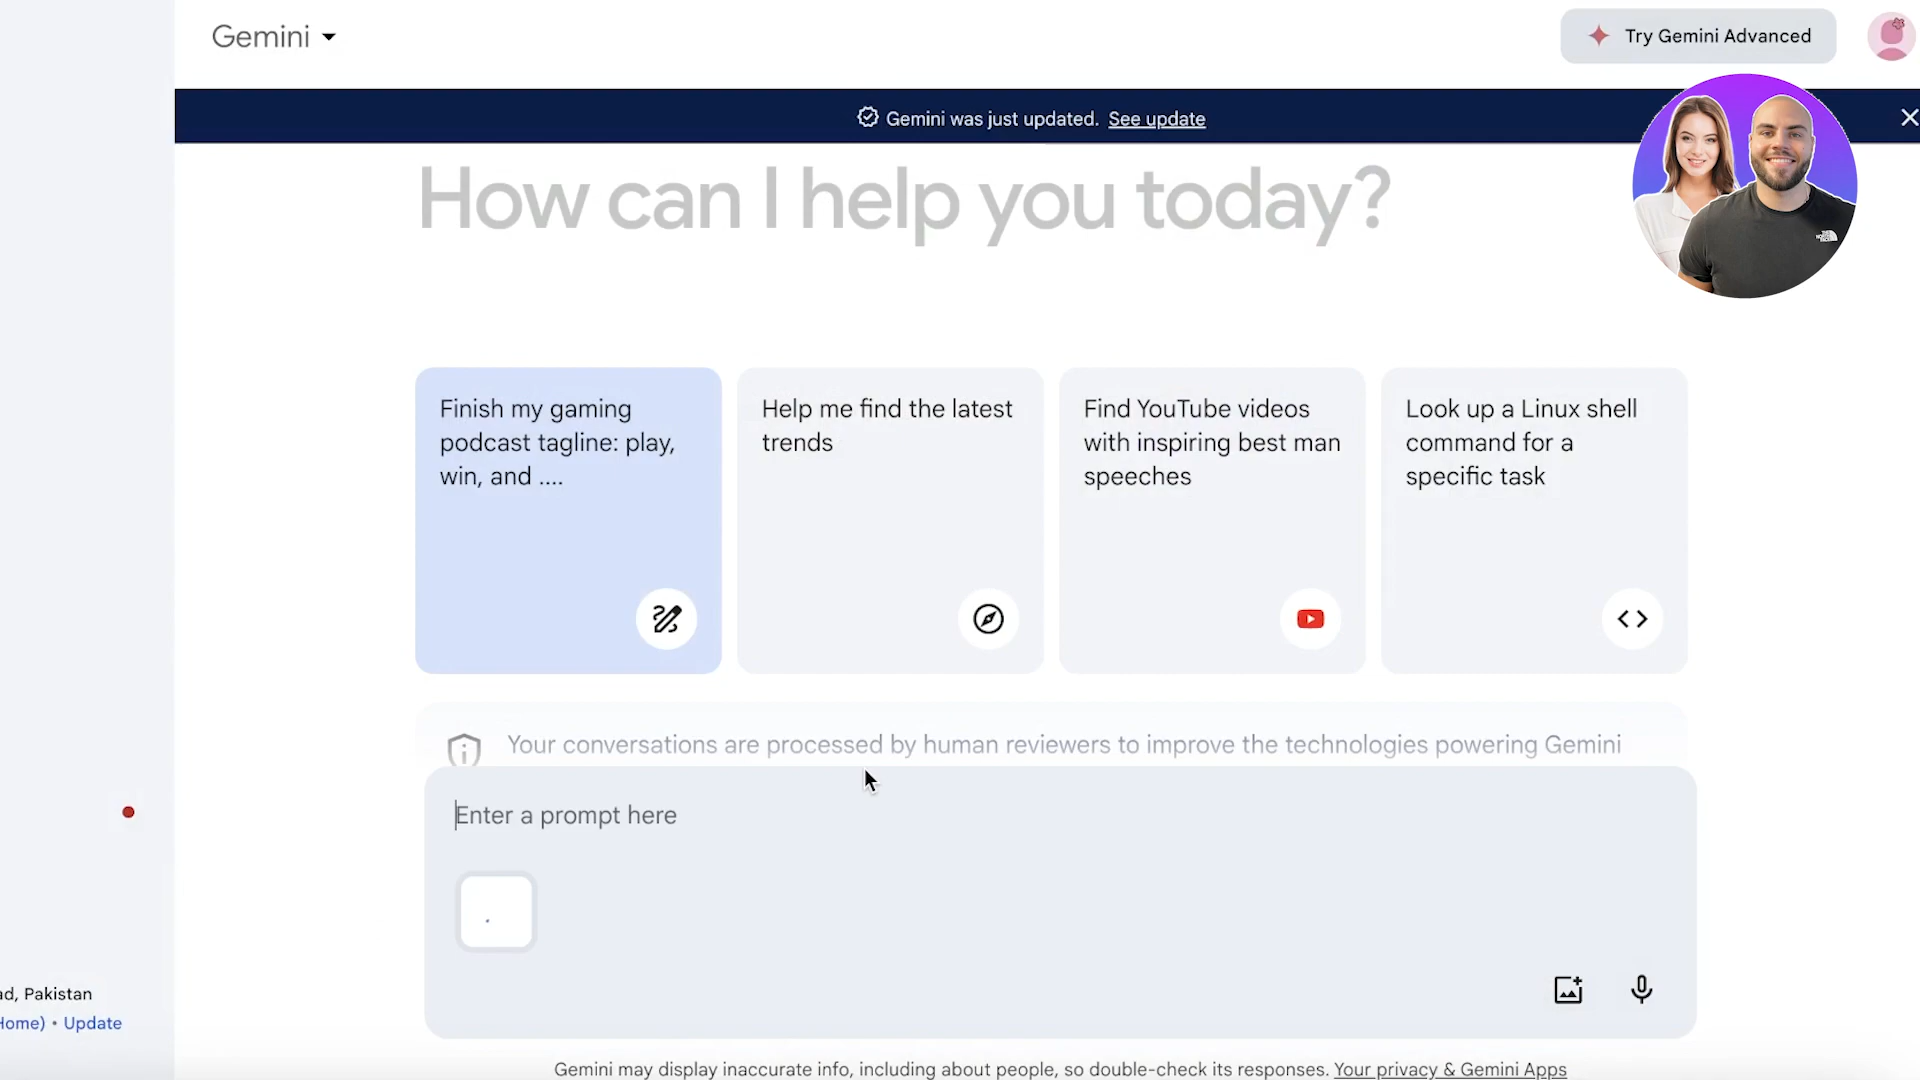 Gemini
Try Gemini Advanced
Gemini was just updated. See update
How can I help you today?
Finish my gaming
podcast tagline: play,
win, and ....
Help me find the latest
trends
Find YouTube videos
with inspiring best man
speeches
Look up a Linux shell
command for a
specific task
Your conversations are processed by human reviewers to improve the technologies powering Gemini
Enter a prompt here
ad, Pakistan
Home) • Update
Gemini may display inaccurate info, including about people, so double-check its responses. Your privacy & Gemini Apps